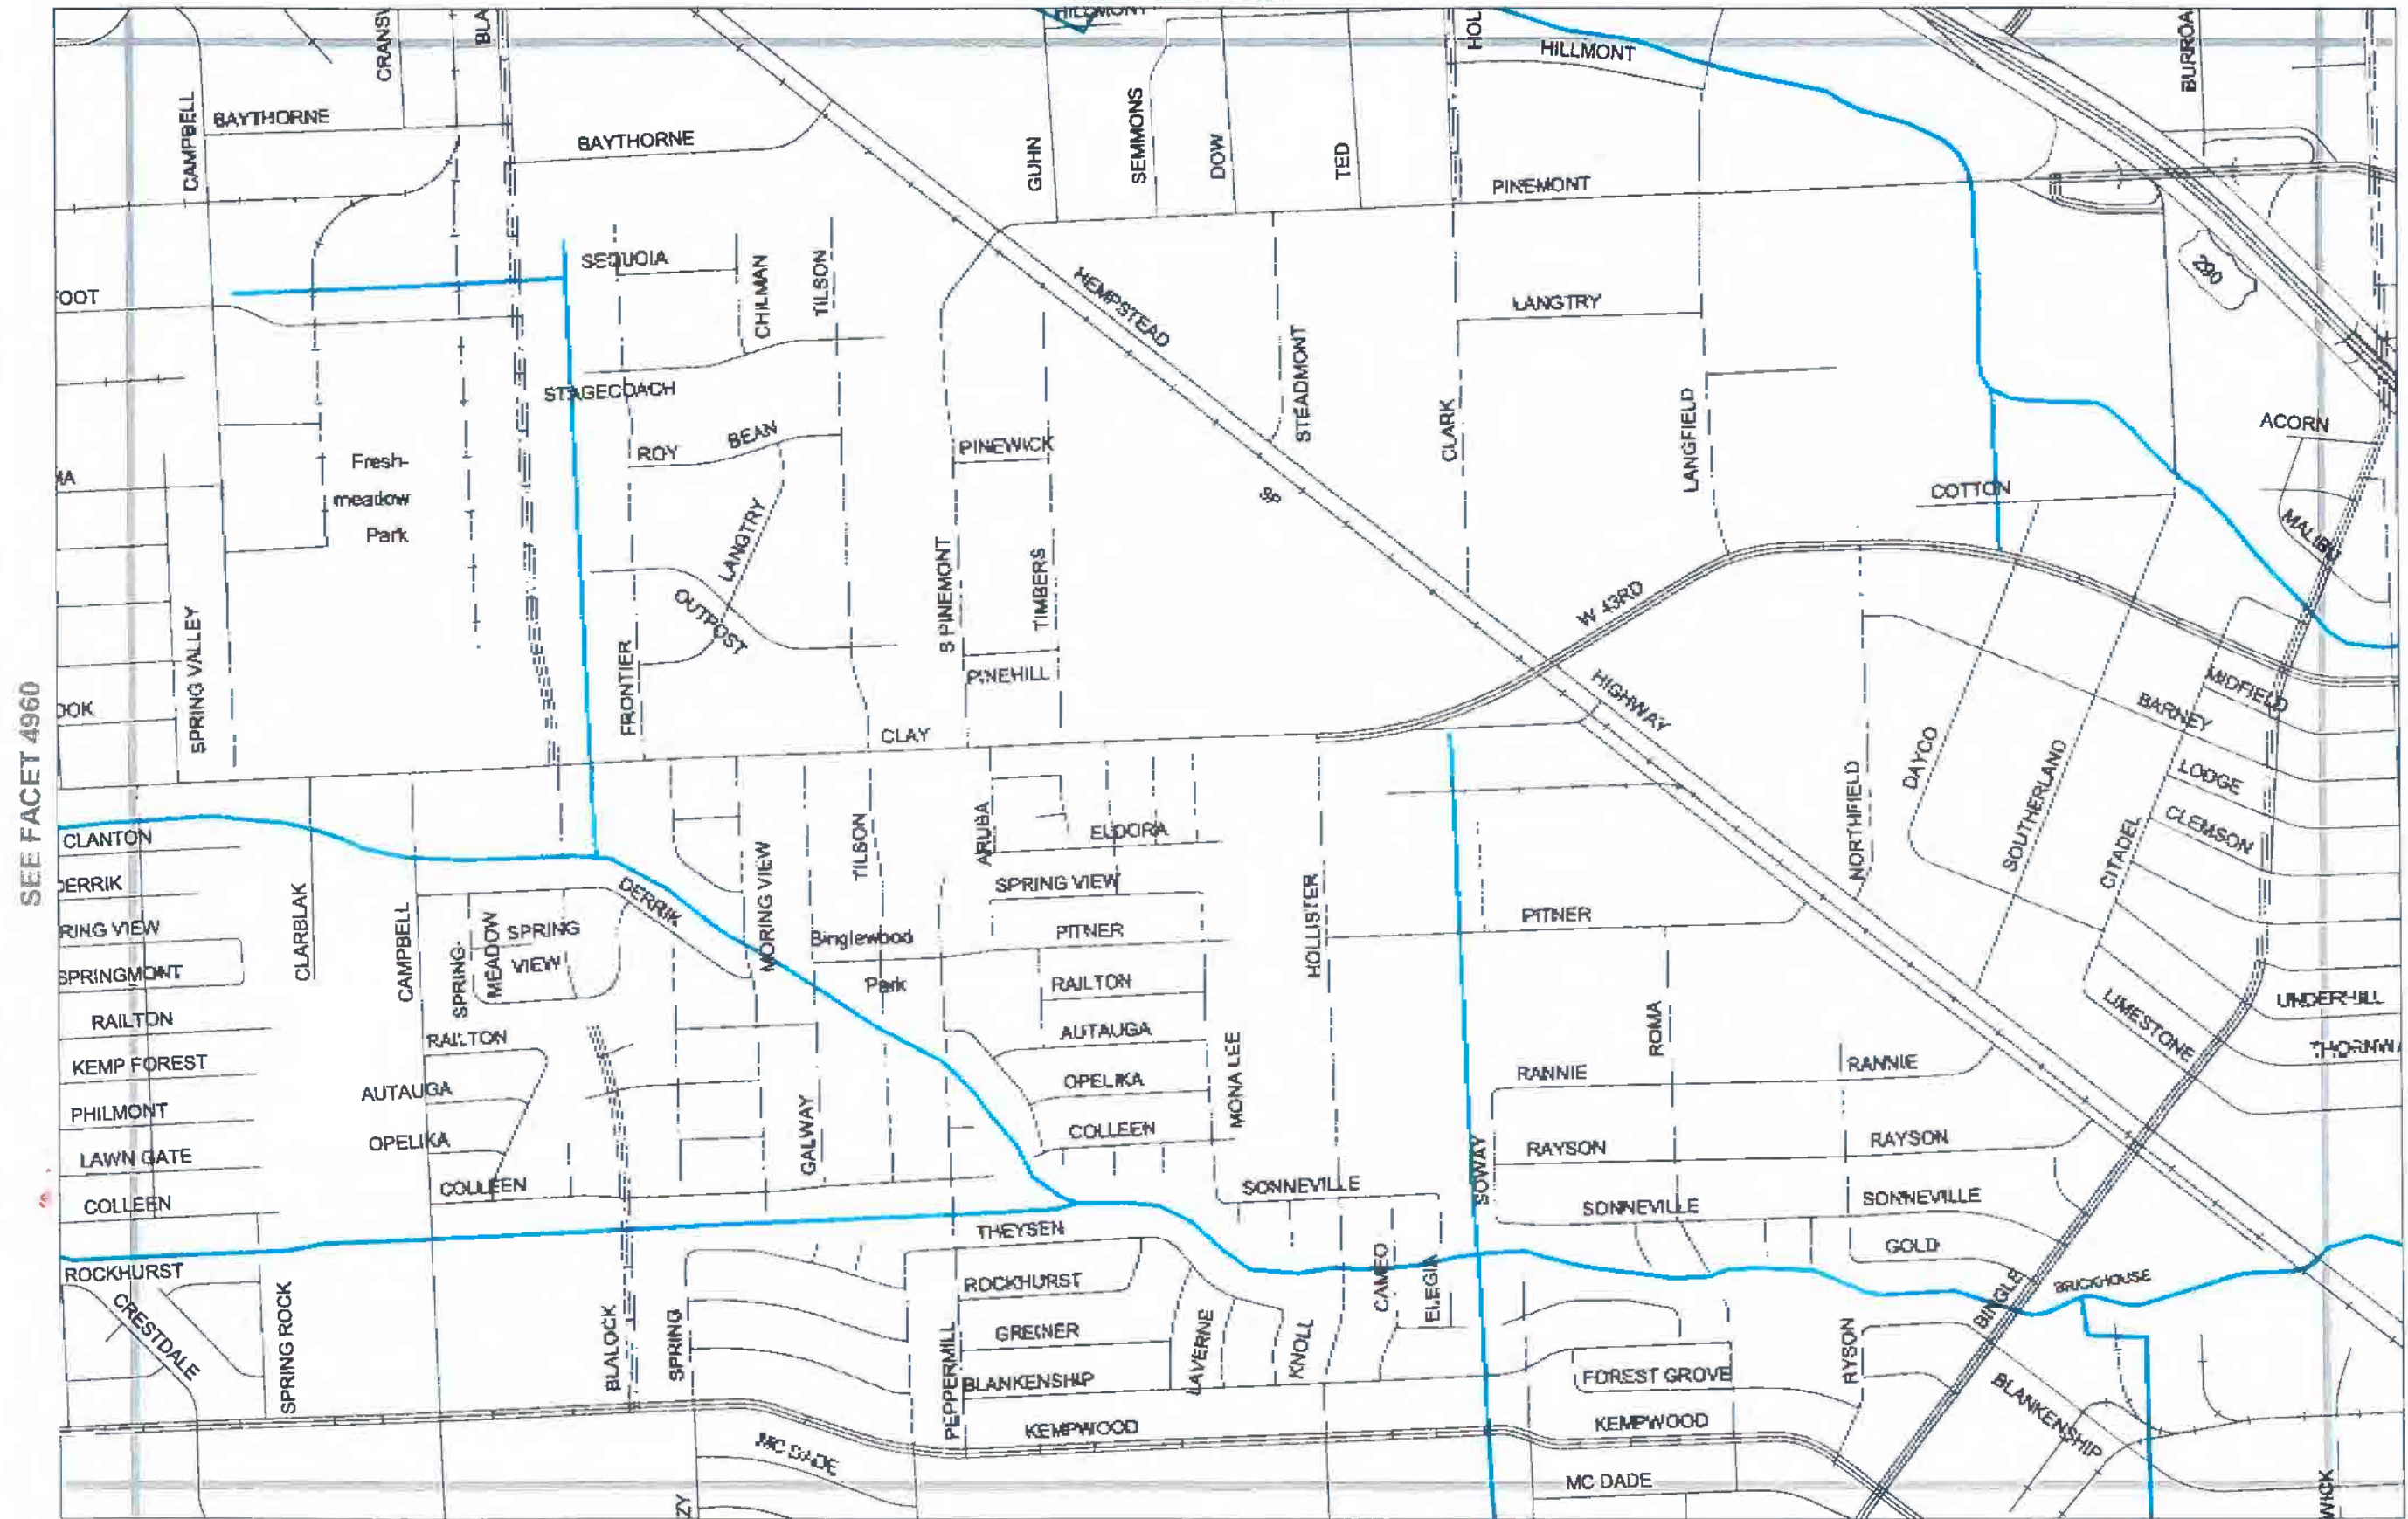 HILLMONT
HILLMONT
BAYTHORNE
CAMPBELL
BAYTHORNE
GUHN
SEMMONS
DOW
TED
PINEMONT
SEQUOIA
CHILMAN
TILSON
HEMPSTEAD
LANGTRY
290
STEADMONT
STAGECOACH
CLARK
LANGFIELD
ACORN
ROY
BEAN
PINEWICK
Fresh-
meadow
Park
COTTON
MALIBU
LANGTRY
OUTPOST
S PINEMONT
TIMBERS
W 43RD
SPRING VALLEY
FRONTIER
PINEHILL
HIGHWAY
MIDFIELD
BARNEY
SEE FACET 4960
CLAY
DAYCO
SOUTHERLAND
LODGE
NORTHFIELD
CLEMSON
CITADEL
CLANTON
ARUBA
ELDORA
DERRIK
TILSON
MORING VIEW
SPRING VIEW
CLARBLAK
CAMPBELL
HOLLISTER
PITNER
SPRING
MEADOW
SPRING
VIEW
Binglewood
Park
PITNER
SPRINGMONT
RAILTON
UNDERHILL
LIMESTONE
RAILTON
RAILTON
AUTAUGA
MONA LEE
ROMA
KEMP FOREST
RANNIE
RANNIE
AUTAUGA
OPELIKA
PHILMONT
GALWAY
COLLEEN
OPELIKA
RAYSON
RAYSON
LAWN GATE
SOWAY
COLLEEN
SONNEVILLE
COLLEEN
SONNEVILLE
SONNEVILLE
THEYSEN
GOLD
ROCKHURST
ROCKHURST
CAMEO
ELEGIA
BRICKHOUSE
BINGLE
CRESTDALE
SPRING ROCK
BLALOCK
SPRING
PEPPERMILL
GREINER
LAVERNE
KNOLL
RYSON
BLANKENSHIP
FOREST GROVE
BLANKENSHIP
KEMPWOOD
KEMPWOOD
MC DADE
MC DADE